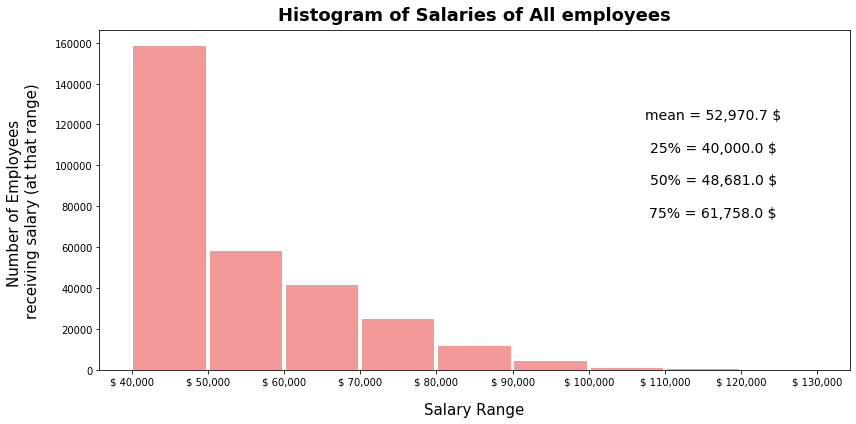 Histogram of Salaries of All employees
Number of Employees
receiving salary (at that range)
160000
140000
120000
100000
80000
60000
40000
20000
0
mean = 52,970.7 $
25% = 40,000.0 $
50% = 48,681.0 $
75% = 61,758.0 $
$ 40,000 $ 50,000 $ 60,000 $ 70,000 $ 80,000 $ 90,000 $ 100,000 $ 110,000 $ 120,000 $ 130,000
Salary Range